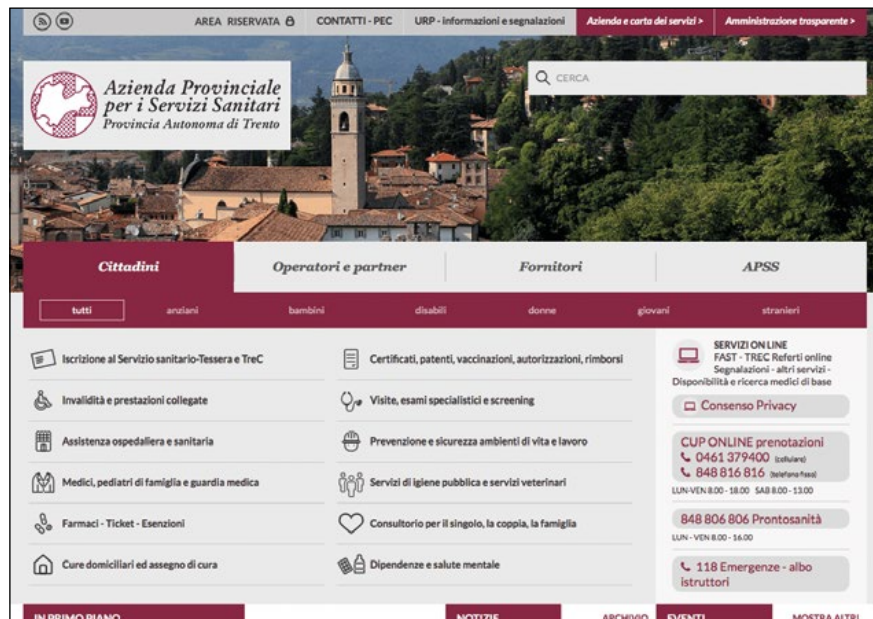 AREA RISERVATA
CONTATTI - PEC
URP - informazioni e segnalazioni
Azienda e carta dei servizi >
Amministrazione trasparente >
Azienda Provinciale
per i Servizi Sanitari
Provincia Autonoma di Trento
CERCA
Cittadini
Operatori e partner
Fornitori
APSS
tutti
anziani
bambini
disabili
donne
giovani
stranieri
Iscrizione al Servizio sanitario-Tessera e TreC
Invalidità e prestazioni collegate
Assistenza ospedaliera e sanitaria
Medici, pediatri di famiglia e guardia medica
Farmaci - Ticket - Esenzioni
Cure domiciliari ed assegno di cura
Certificati, patenti, vaccinazioni, autorizzazioni, rimborsi
Visite, esami specialistici e screening
Prevenzione e sicurezza ambienti di vita e lavoro
Servizi di igiene pubblica e servizi veterinari
Consultorio per il singolo, la coppia, la famiglia
Dipendenze e salute mentale
SERVIZI ON LINE
FAST - TREC Referti online
Segnalazioni - altri servizi -
Disponibilità e ricerca medici di base
Consenso Privacy
CUP ONLINE prenotazioni
0461 379400 (cellulare)
848 816 816 (telefono fisso)
LUN-VEN 8.00 - 18.00 SAB 8.00 - 13.00
848 806 806 Prontosanità
LUN - VEN 8.00 - 16.00
118 Emergenze - albo
istruttori
IN PRIMO PIANO
NOTIZIE
ARCHIVIO
EVENTI
MOSTRA ALTRI